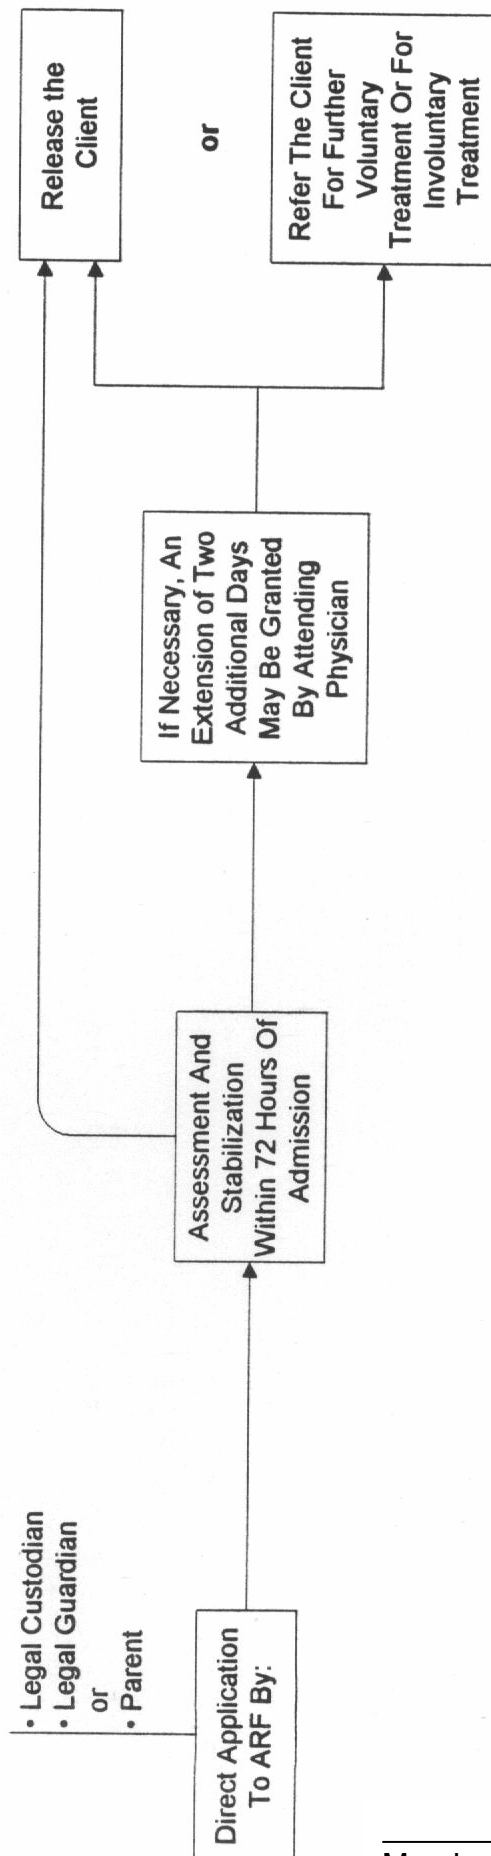 • Legal Custodian
• Legal Guardian
or
• Parent
Direct Application
To ARF By:
Assessment And
Stabilization
Within 72 Hours Of
Admission
If Necessary, An
Extension of Two
Additional Days
May Be Granted
By Attending
Physician
Release the
Client
or
Refer The Client
For Further
Voluntary
Treatment Or For
Involuntary
Treatment